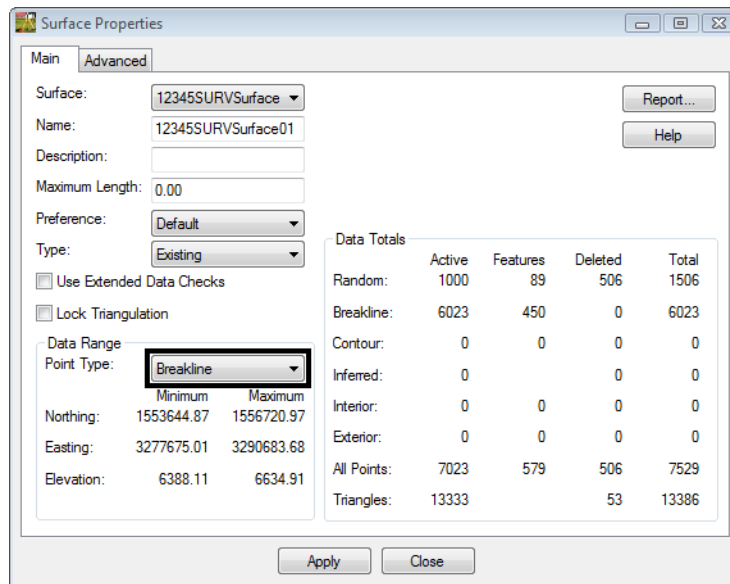 Surface Properties
Main Advanced
Surface: 12345SURVSurface
Report...
Name: 12345SURVSurface01
Help
Description:
Maximum Length: 0.00
Preference: Default
Type: Existing
Use Extended Data Checks
Lock Triangulation
Data Range
Point Type: Breakline
Minimum Maximum
Northing: 1553644.87 1556720.97
Easting: 3277675.01 3290683.68
Elevation: 6388.11 6634.91
Data Totals
Active Features Deleted Total
Random: 1000 89 506 1506
Breakline: 6023 450 0 6023
Contour: 0 0 0 0
Inferred: 0 0 0
Interior: 0 0 0 0
Exterior: 0 0 0 0
All Points: 7023 579 506 7529
Triangles: 13333 53 13386
Apply Close